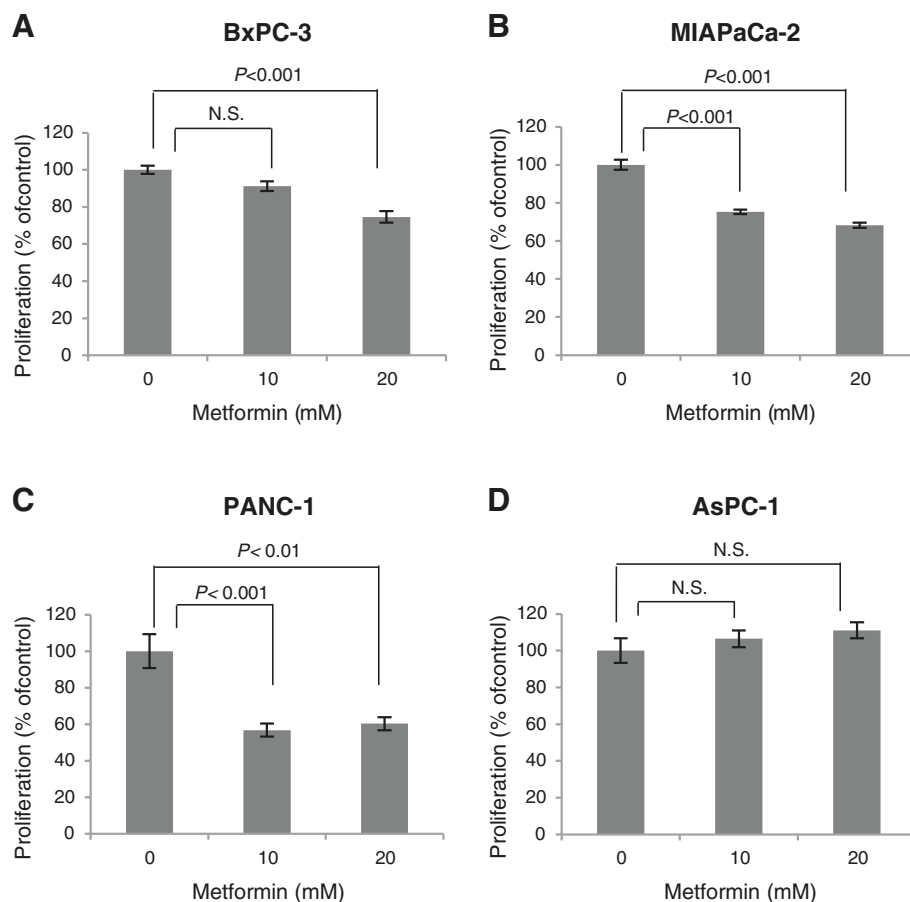 A
BxPC-3
P<0.001
N.S.
120
100
80
60
40
20
0
Proliferation (% ofcontrol)
0 10 20
Metformin (mM)
B
MIAPaCa-2
P<0.001
P<0.001
120
100
80
60
40
20
0
Proliferation (% ofcontrol)
0 10 20
Metformin (mM)
C
PANC-1
P< 0.01
P< 0.001
120
100
80
60
40
20
0
Proliferation (% ofcontrol)
0 10 20
Metformin (mM)
D
AsPC-1
N.S.
N.S.
120
100
80
60
40
20
0
Proliferation (% ofcontrol)
0 10 20
Metformin (mM)